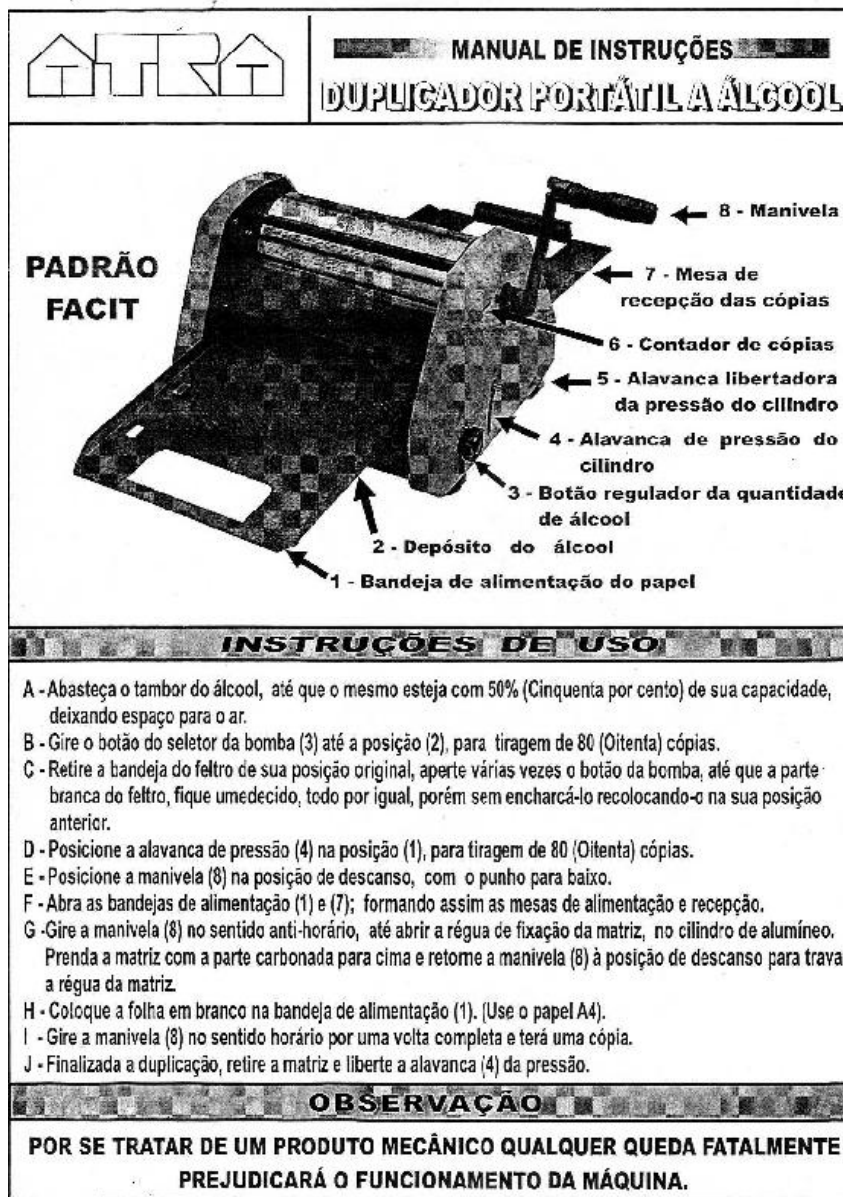 ATRA
MANUAL DE INSTRUÇÕES
DUPLICADOR PORTÁTIL A ÁLCOOL
PADRÃO
FACIT
8 - Manivela
7 - Mesa de
recepção das cópias
6 - Contador de cópias
5 - Alavanca libertadora
da pressão do cilindro
4 - Alavanca de pressão do
cilindro
3 - Botão regulador da quantidade
de álcool
2 - Depósito do álcool
1 - Bandeja de alimentação do papel
INSTRUÇÕES DE USO
A - Abasteça o tambor do álcool, até que o mesmo esteja com 50% (Cinquenta por cento) de sua capacidade,
deixando espaço para o ar.
B - Gire o botão do seletor da bomba (3) até a posição (2), para tiragem de 80 (Oitenta) cópias.
C - Retire a bandeja do feltro de sua posição original, aperte várias vezes o botão da bomba, até que a parte
branca do feltro, fique umedecido, todo por igual, porém sem encharcá-lo recolocando-o na sua posição
anterior.
D - Posicione a alavanca de pressão (4) na posição (1), para tiragem de 80 (Oitenta) cópias.
E - Posicione a manivela (8) na posição de descanso, com o punho para baixo.
F - Abra as bandejas de alimentação (1) e (7); formando assim as mesas de alimentação e recepção.
G - Gire a manivela (8) no sentido anti-horário, até abrir a régua de fixação da matriz, no cilindro de alumíneo.
Prenda a matriz com a parte carbonada para cima e retorne a manivela (8) à posição de descanso para trava
a régua da matriz.
H - Coloque a folha em branco na bandeja de alimentação (1). (Use o papel A4).
I - Gire a manivela (8) no sentido horário por uma volta completa e terá uma cópia.
J - Finalizada a duplicação, retire a matriz e liberte a alavanca (4) da pressão.
OBSERVAÇÃO
POR SE TRATAR DE UM PRODUTO MECÂNICO QUALQUER QUEDA FATALMENTE
PREJUDICARÁ O FUNCIONAMENTO DA MÁQUINA.